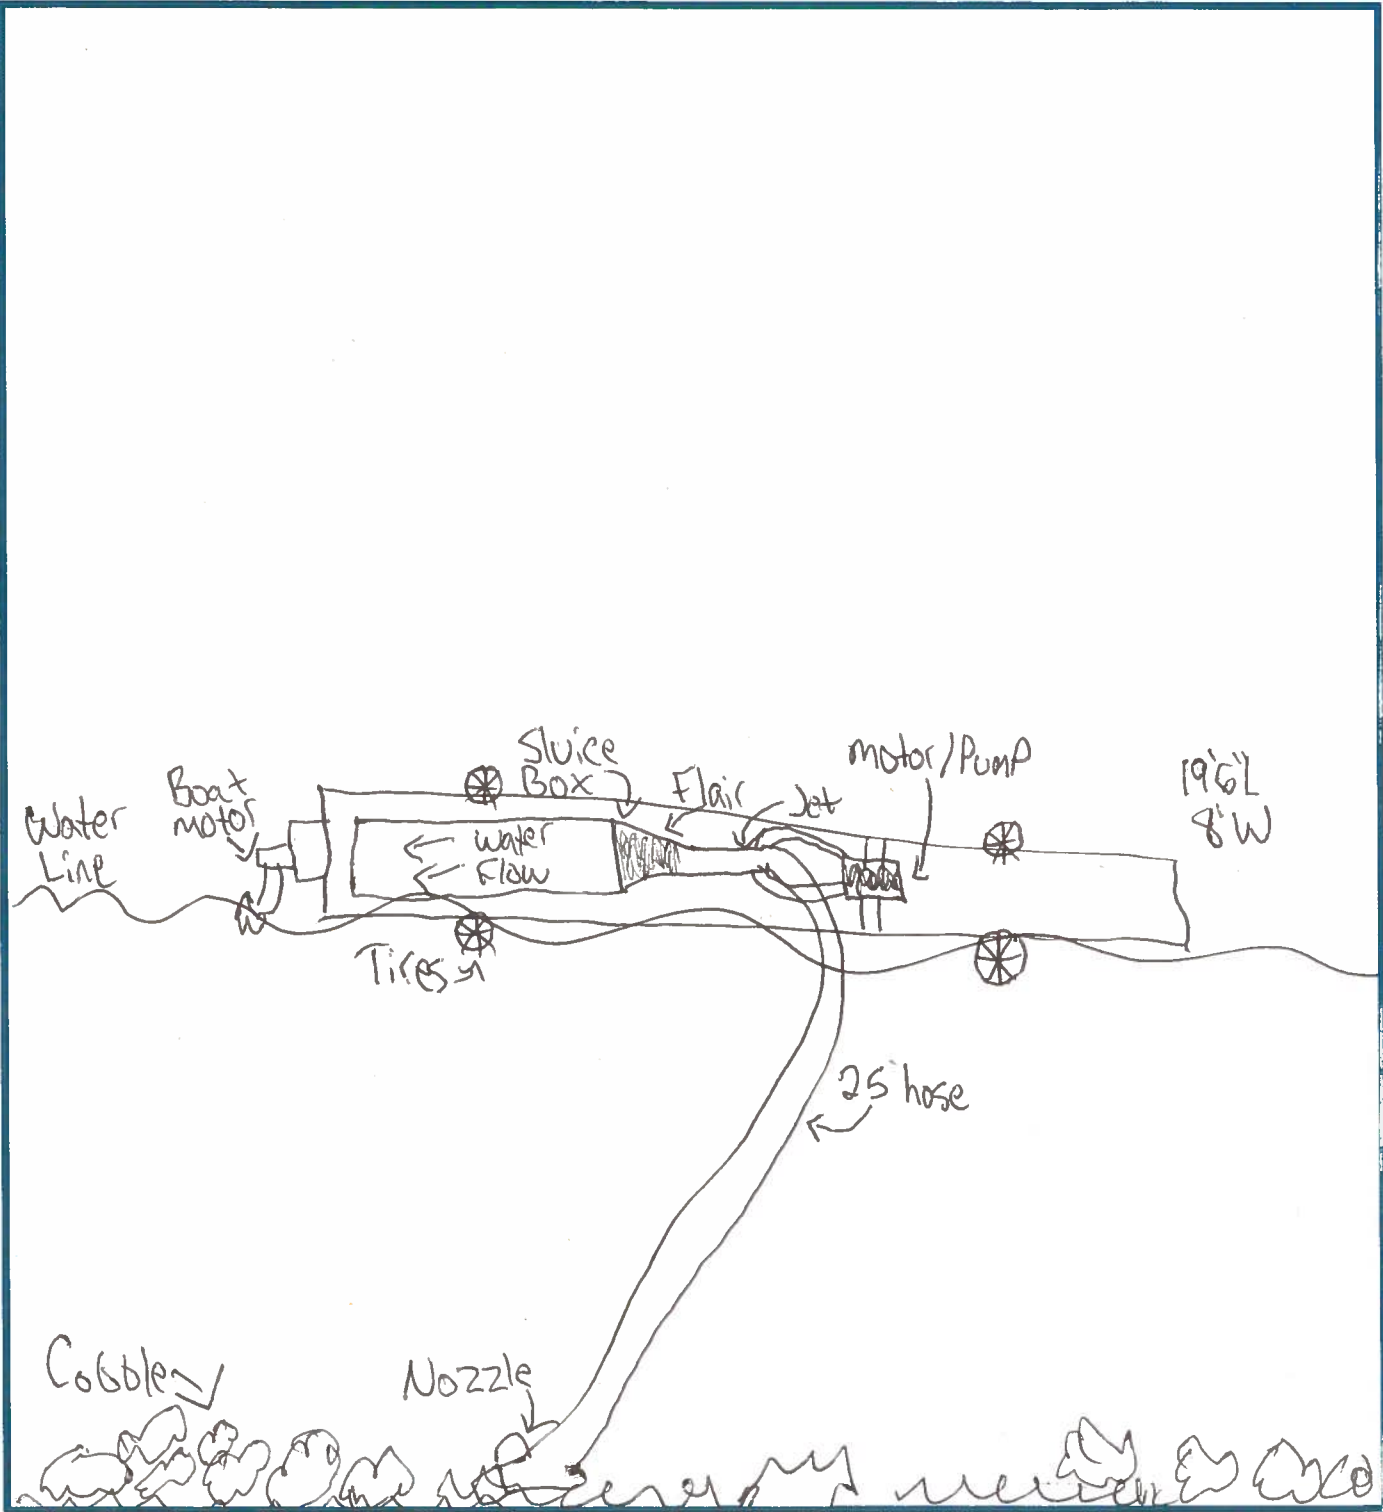 Sluice
Box
Flair
Jet
motor/Pump
19'6"L
8'W
Boat
motor
Water
Line
Water
Flow
Tires
25' hose
Cobble
Nozzle